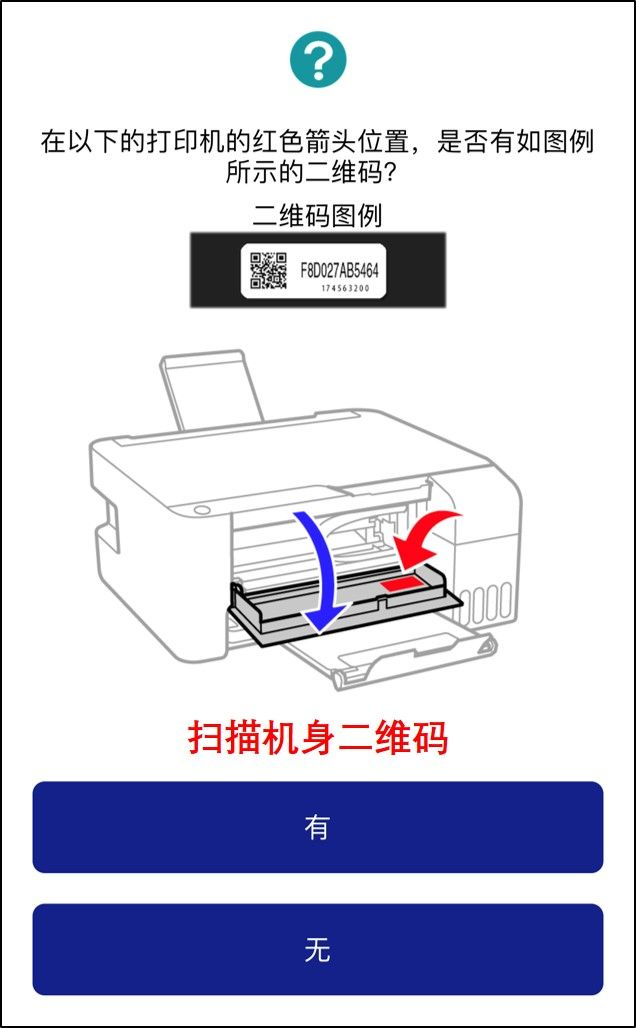 ?
在以下的打印机的红色箭头位置，是否有如图例
所示的二维码？
二维码图例
F8D027AB5464
174563200
扫描机身二维码
有
无